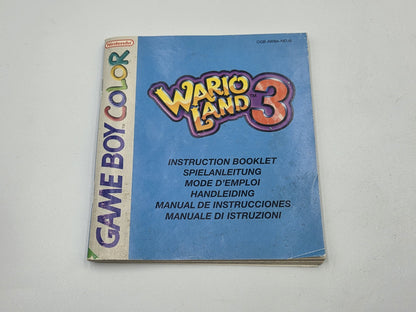 Nintendo
GAME BOY COLOR
WARIO
LAND 3
INSTRUCTION BOOKLET
SPIELANLEITUNG
MODE D'EMPLOI
HANDLEIDING
MANUAL DE INSTRUCCIONES
MANUALE DI ISTRUZIONI